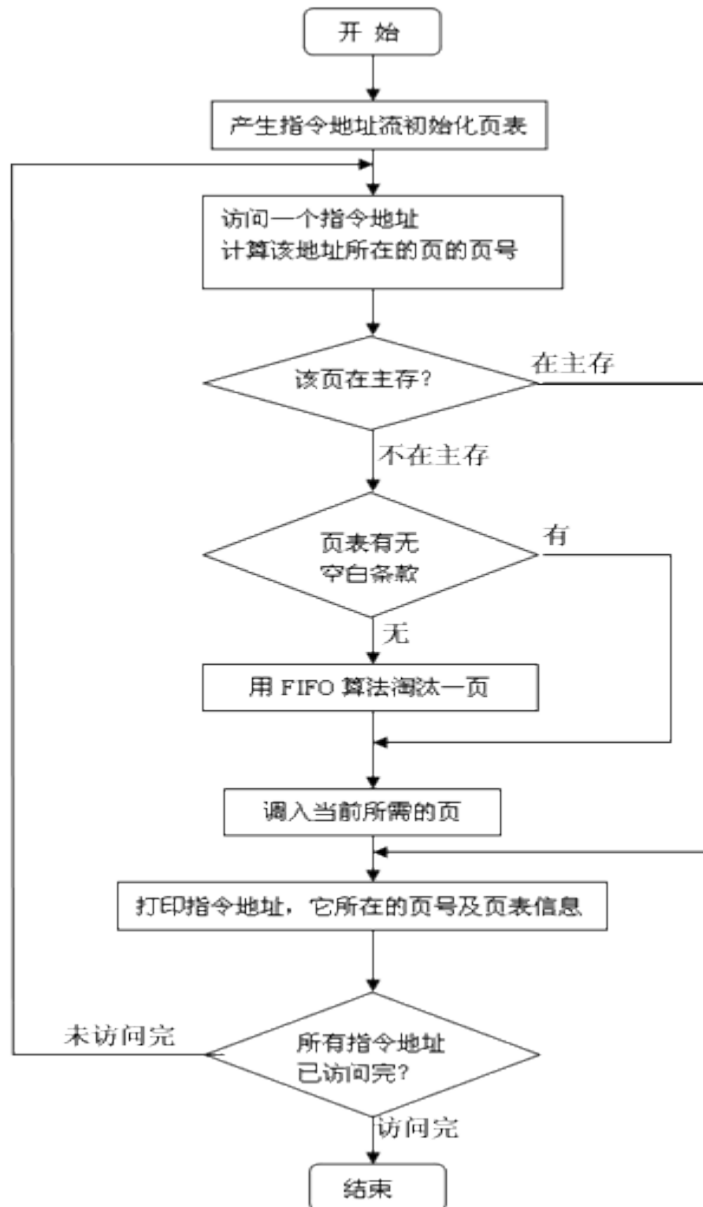 开 始
产生指令地址流初始化页表
访问一个指令地址
计算该地址所在的页的页号
该页在主存?
在主存
不在主存
页表有无
空白条款
有
无
用 FIFO 算法淘汰一页
调入当前所需的页
打印指令地址，它所在的页号及页表信息
未访问完
所有指令地址
已访问完?
访问完
结束